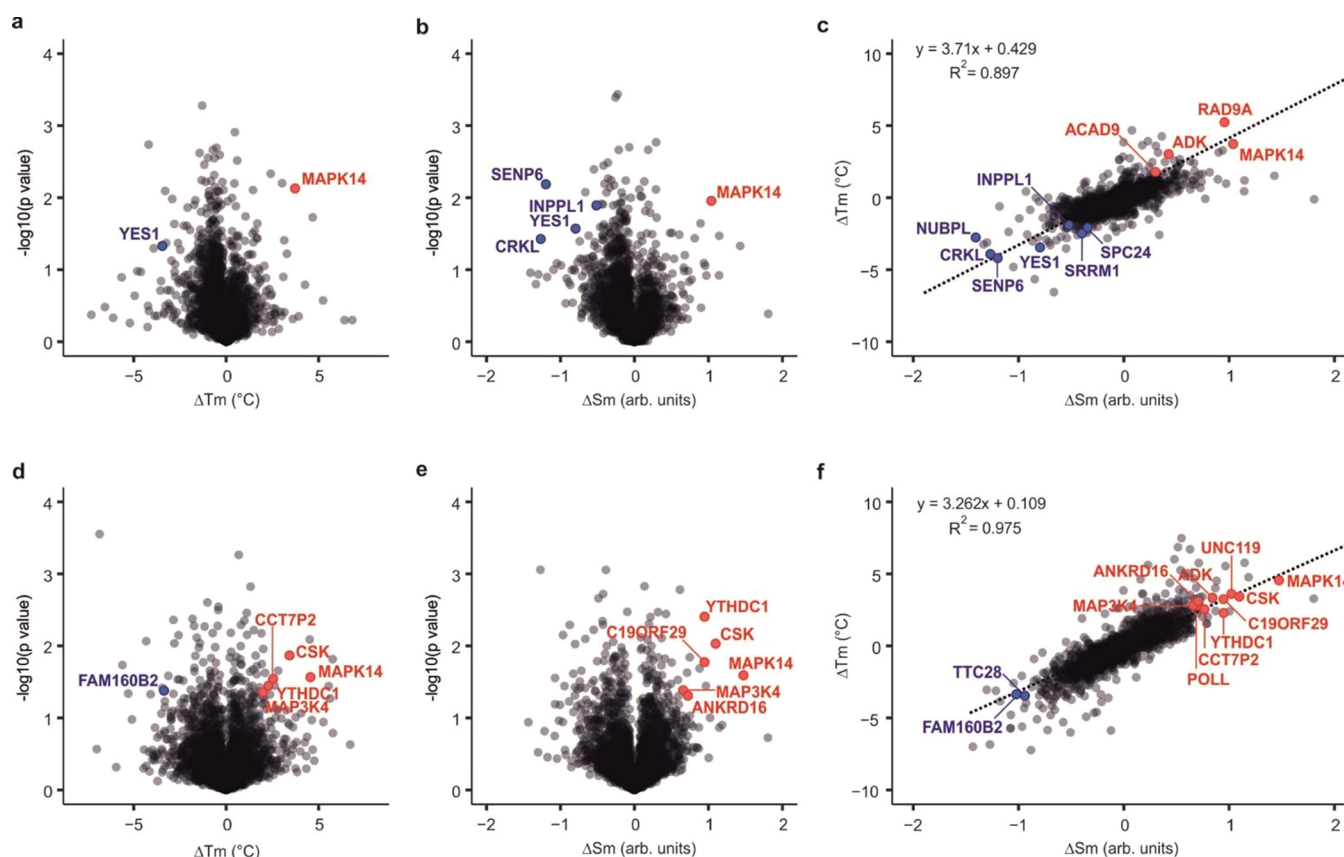 a
4
3
2
1
0
-log10(p value)
MAPK14
YES1
−5
0
5
ΔTm (°C)
b
4
3
2
1
0
-log10(p value)
SENP6
INPPL1
YES1
CRKL
MAPK14
−2
−1
0
1
2
ΔSm (arb. units)
c
y = 3.71x + 0.429
R2= 0.897
10
5
0
−5
−10
ΔTm (°C)
RAD9A
ACAD9
ADK
MAPK14
INPPL1
NUBPL
CRKL
SENP6
YES1
SRRM1
SPC24
−2
−1
0
1
2
ΔSm (arb. units)
d
4
3
2
1
0
-log10(p value)
CCT7P2
CSK
MAPK14
FAM160B2
YTHDC1
MAP3K4
−5
0
5
ΔTm (°C)
e
4
3
2
1
0
-log10(p value)
YTHDC1
C19ORF29
CSK
MAPK14
MAP3K4
ANKRD16
−2
−1
0
1
2
ΔSm (arb. units)
f
y = 3.262x + 0.109
R2= 0.975
10
5
0
−5
−10
ΔTm (°C)
UNC119
ANKRD16
ADK
MAPK14
MAP3K4
CSK
C19ORF29
YTHDC1
CCT7P2
POLL
TTC28
FAM160B2
−2
−1
0
1
2
ΔSm (arb. units)